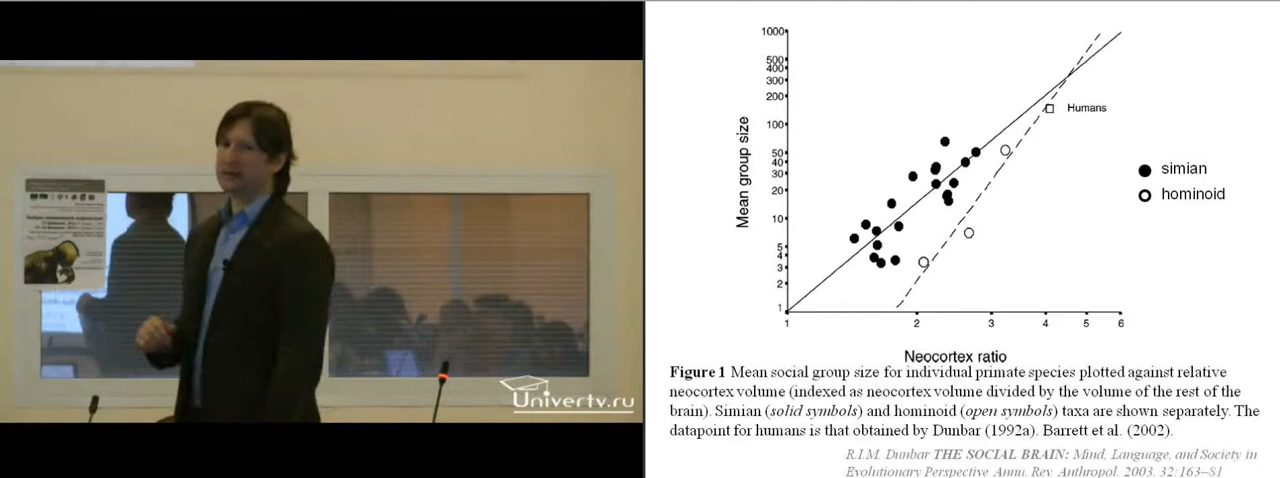 Univertv.ru
1000
500
400
300
200
100
50
40
30
20
10
5
4
3
2
1
Mean group size
Humans
simian
hominoid
1 2 3 4 5 6
Neocortex ratio
Figure 1 Mean social group size for individual primate species plotted against relative
neocortex volume (indexed as neocortex volume divided by the volume of the rest of the
brain). Simian (solid symbols) and hominoid (open symbols) taxa are shown separately. The
datapoint for humans is that obtained by Dunbar (1992a). Barrett et al. (2002).
R.I.M. Dunbar THE SOCIAL BRAIN: Mind, Language, and Society in
Evolutionary Perspective Annu. Rev. Anthropol. 2003. 32:163–81